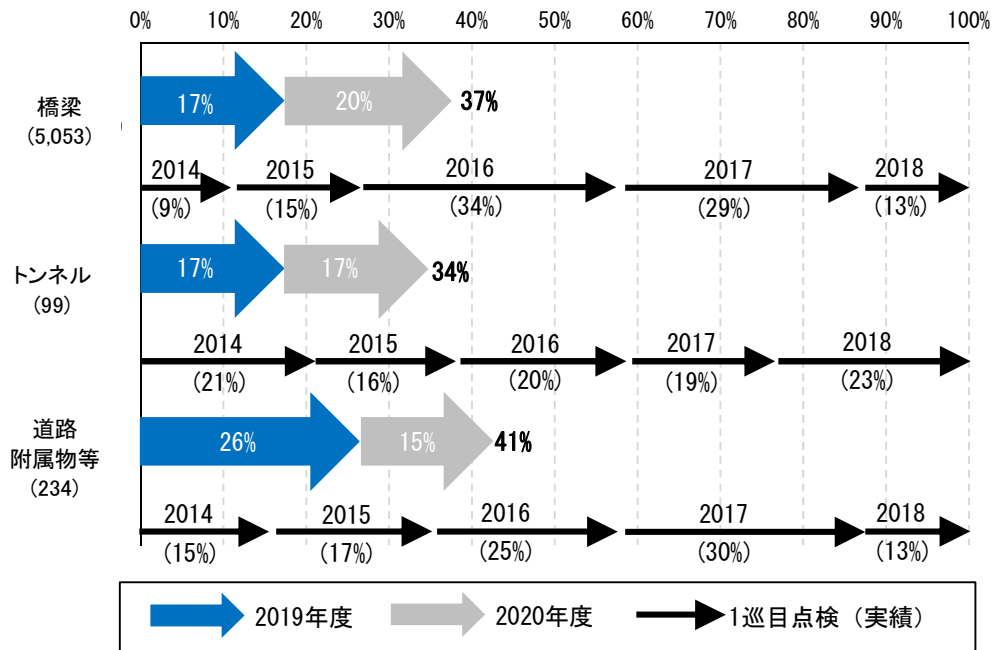 0% 10% 20% 30% 40% 50% 60% 70% 80% 90% 100%
橋梁
(5,053)
17% 20% 37%
2014 2015 2016 2017 2018
(9%) (15%) (34%) (29%) (13%)
トンネル
(99)
17% 17% 34%
2014 2015 2016 2017 2018
(21%) (16%) (20%) (19%) (23%)
道路
附属物等
(234)
26% 15% 41%
2014 2015 2016 2017 2018
(15%) (17%) (25%) (30%) (13%)
2019年度 2020年度 1巡目点検（実績）